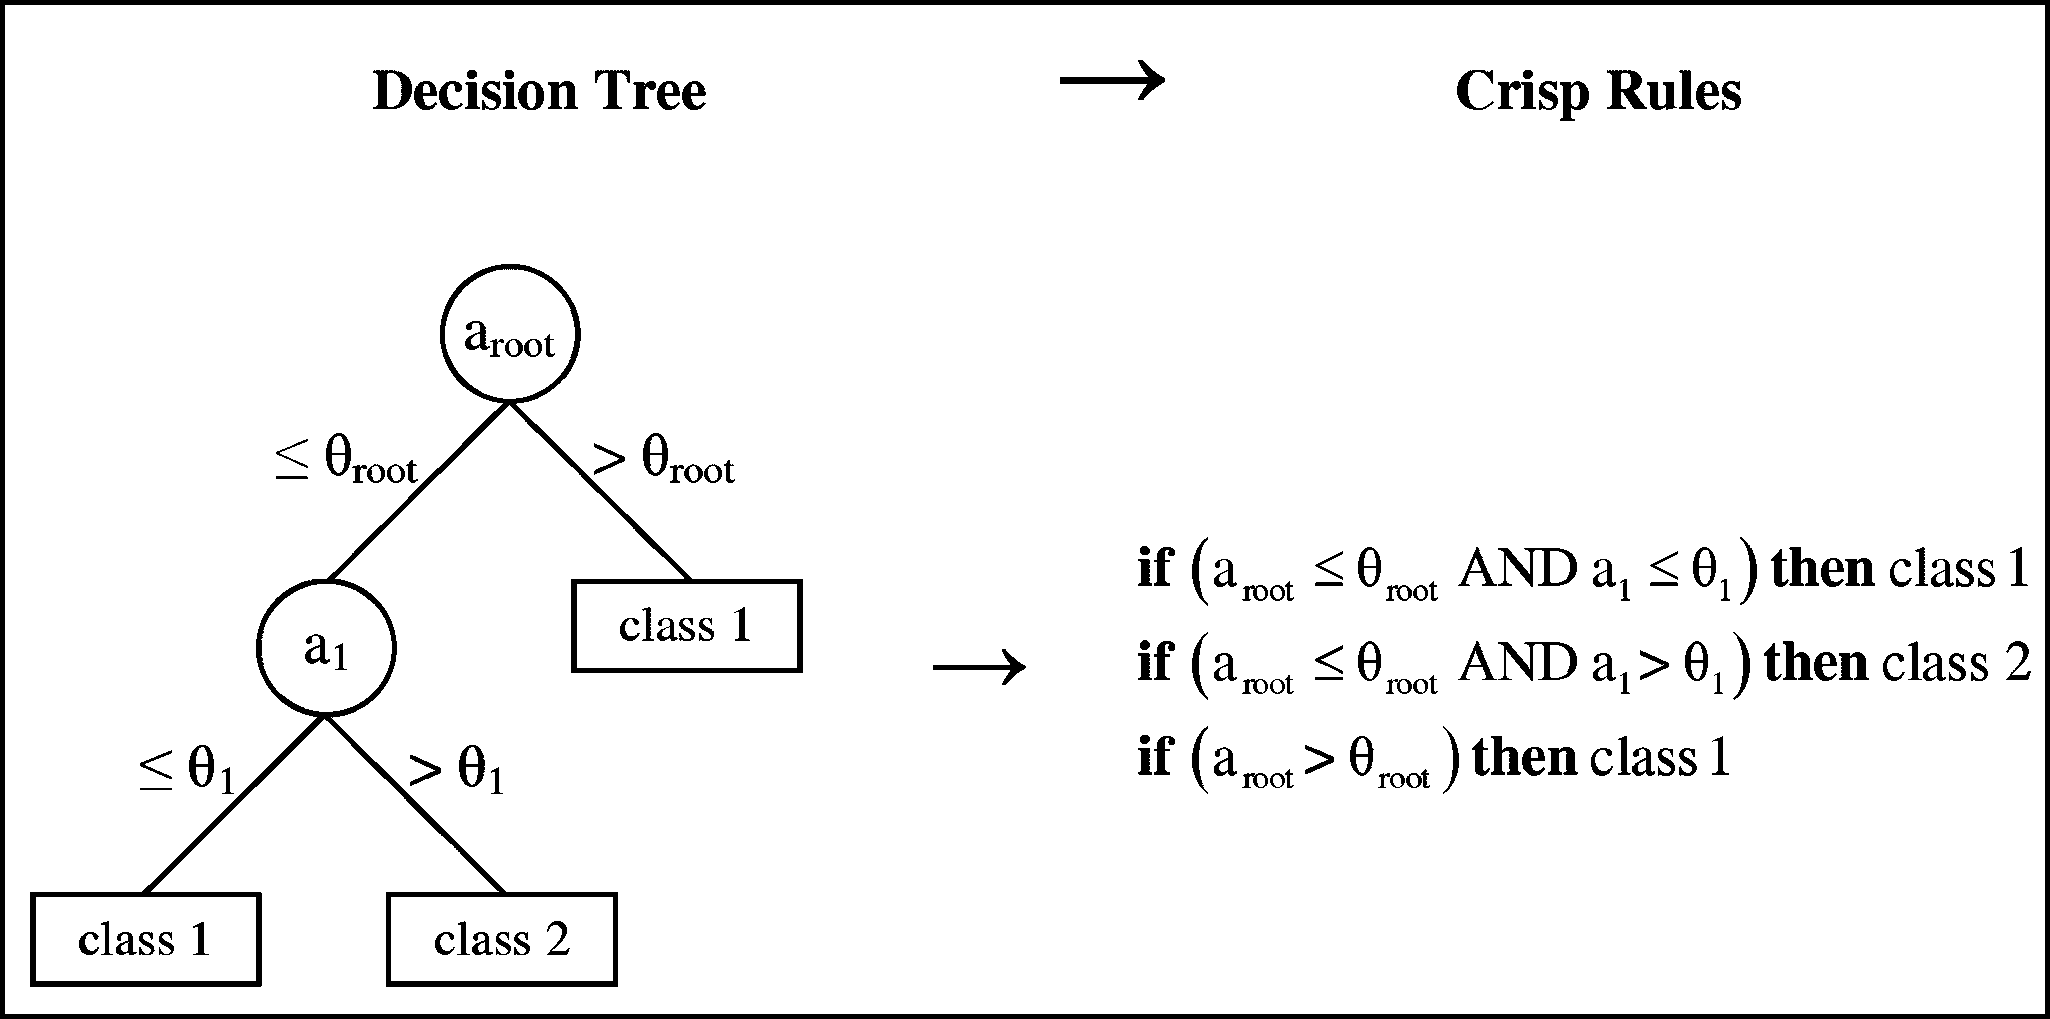 Decision Tree → Crisp Rules
a_root
≤ θ_root > θ_root
a_1 class 1
≤ θ_1 > θ_1
class 1 class 2
→
if (a_root ≤ θ_root AND a_1 ≤ θ_1) then class 1
if (a_root ≤ θ_root AND a_1 > θ_1) then class 2
if (a_root > θ_root) then class 1